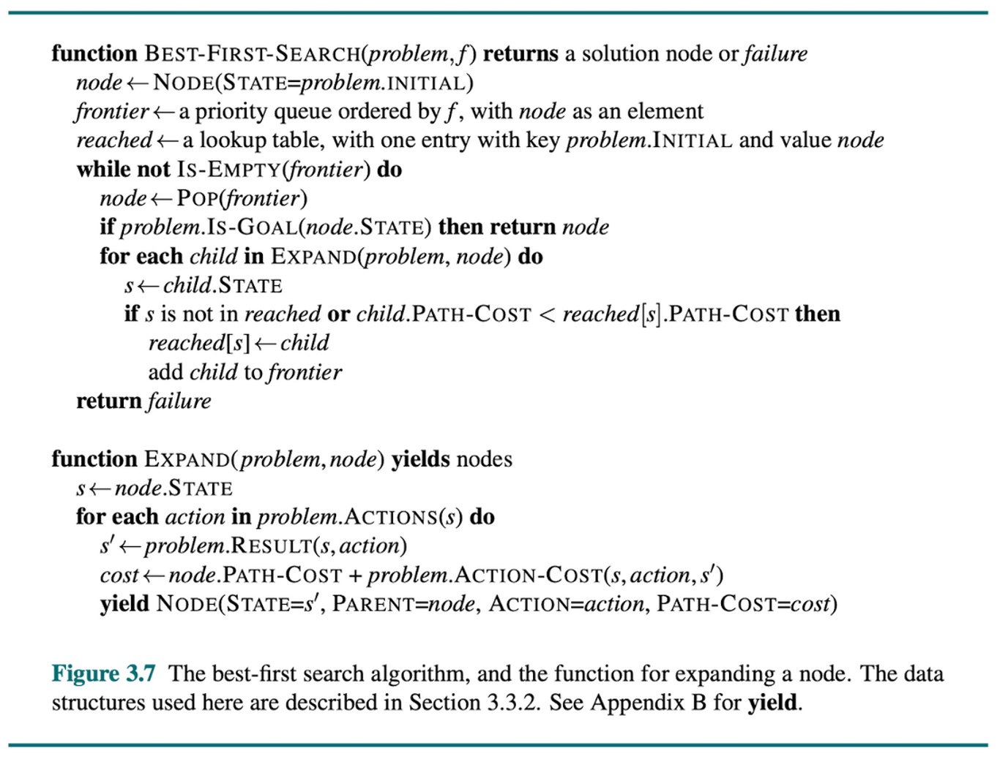 function BEST-FIRST-SEARCH(problem,f) returns a solution node or failure
node←NODE(STATE=problem.INITIAL)
frontier←a priority queue ordered by f, with node as an element
reached←a lookup table, with one entry with key problem.INITIAL and value node
while not IS-EMPTY(frontier) do
node←POP(frontier)
if problem.IS-GOAL(node.STATE) then return node
for each child in EXPAND(problem, node) do
s←child.STATE
if s is not in reached or child.PATH-COST < reached[s].PATH-COST then
reached[s]←child
add child to frontier
return failure
function EXPAND(problem,node) yields nodes
s←node.STATE
for each action in problem.ACTIONS(s) do
s′←problem.RESULT(s,action)
cost←node.PATH-COST + problem.ACTION-COST(s,action,s′)
yield NODE(STATE=s′, PARENT=node, ACTION=action, PATH-COST=cost)
Figure 3.7 The best-first search algorithm, and the function for expanding a node. The data
structures used here are described in Section 3.3.2. See Appendix B for yield.